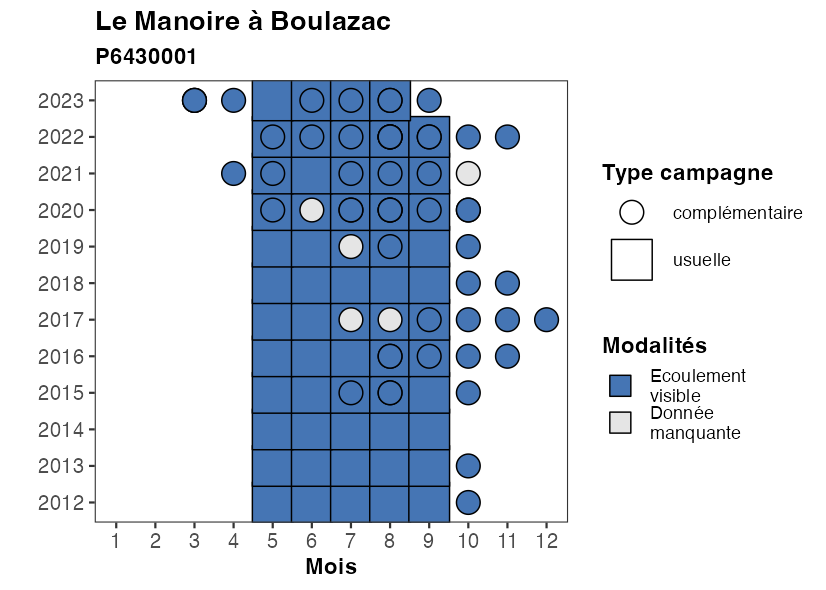 Le Manoire à Boulazac
P6430001
2023
2022
2021
2020
2019
2018
2017
2016
2015
2014
2013
2012
1 2 3 4 5 6 7 8 9 10 11 12
Mois
Type campagne
complémentaire
usuelle
Modalités
Ecoulement
visible
Donnée
manquante